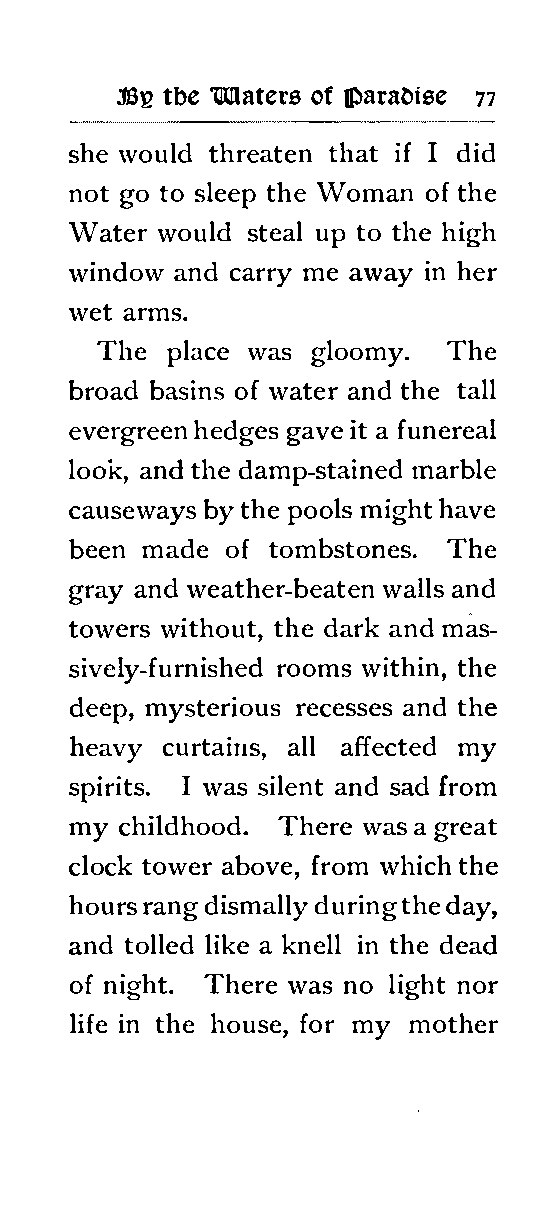 By the Waters of Paradise 77
she would threaten that if I did
not go to sleep the Woman of the
Water would steal up to the high
window and carry me away in her
wet arms.
The place was gloomy. The
broad basins of water and the tall
evergreen hedges gave it a funereal
look, and the damp-stained marble
causeways by the pools might have
been made of tombstones. The
gray and weather-beaten walls and
towers without, the dark and mas-
sively-furnished rooms within, the
deep, mysterious recesses and the
heavy curtains, all affected my
spirits. I was silent and sad from
my childhood. There was a great
clock tower above, from which the
hours rang dismally during the day,
and tolled like a knell in the dead
of night. There was no light nor
life in the house, for my mother